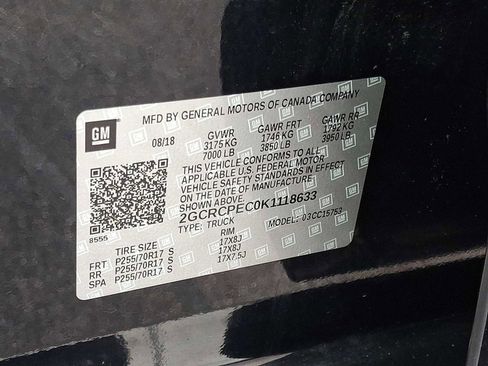 MFD BY GENERAL MOTORS OF CANADA COMPANY
GM
08/18 GVWR GAWR FRT GAWR RR
3175 KG 1746 KG 1792 KG
7000 LB 3850 LB 3950 LB
THIS VEHICLE CONFORMS TO ALL
APPLICABLE U.S. FEDERAL MOTOR
VEHICLE SAFETY STANDARDS IN EFFECT
ON THE DATE OF MANUFACTURE
SHOWN ABOVE.
2GCRCPEC0K1118633
TYPE: TRUCK MODEL: 03CC15753
8555
TIRE SIZE RIM
FRT P255/70R17 S 17X8J
RR P255/70R17 S 17X8J
SPA P255/70R17 S 17X7.5J